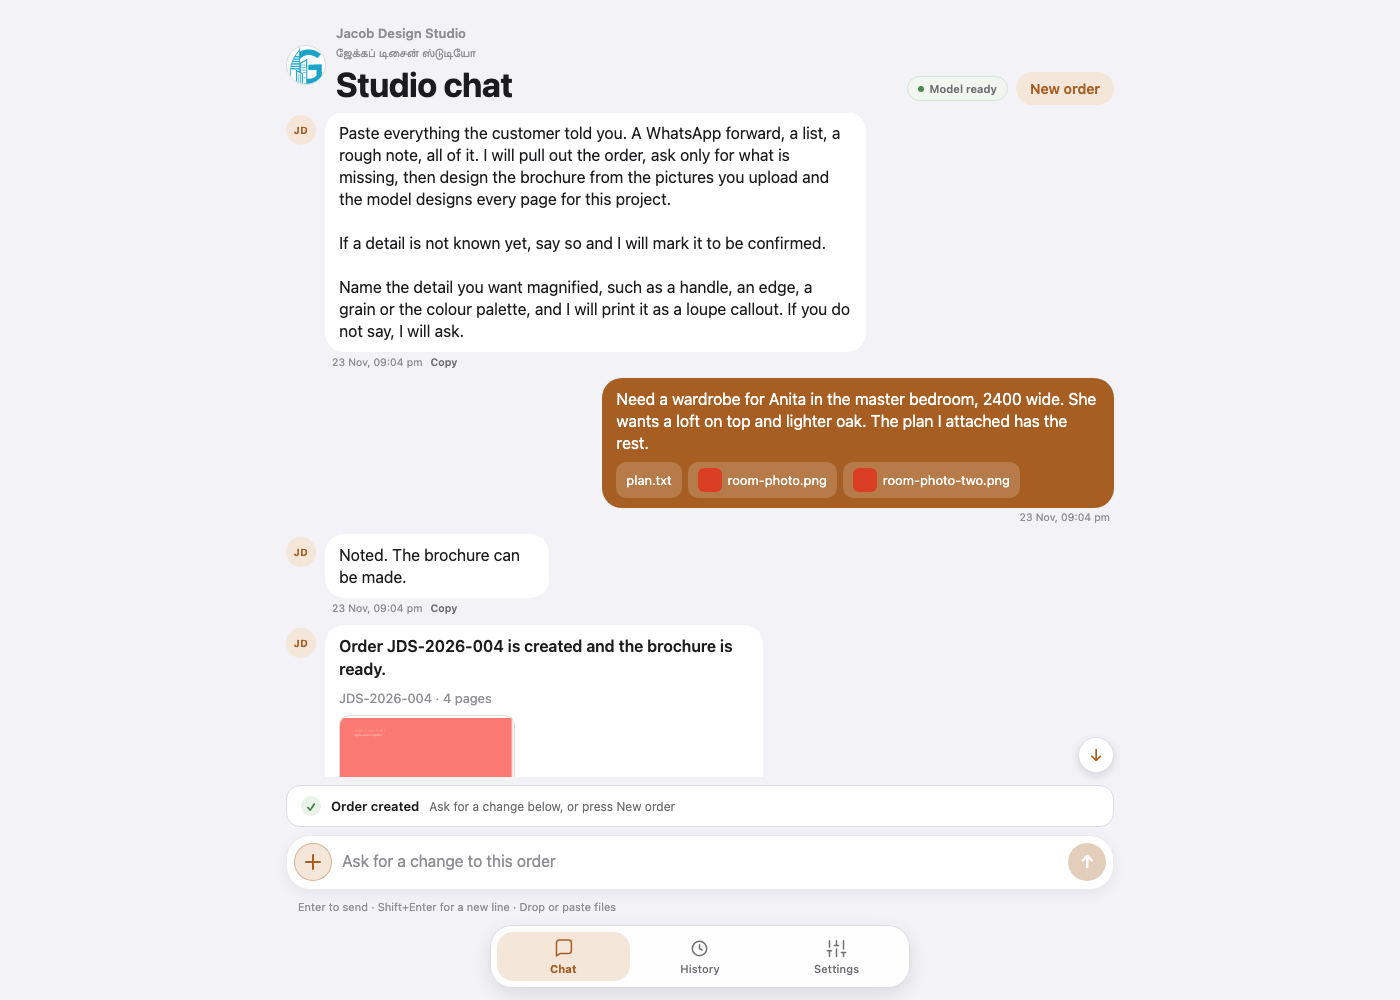 Jacob Design Studio
ஜேக்கப் டிசைன் ஸ்டுடியோ
Studio chat
Model ready
New order
JD
Paste everything the customer told you. A WhatsApp forward, a list, a
rough note, all of it. I will pull out the order, ask only for what is
missing, then design the brochure from the pictures you upload and
the model designs every page for this project.
If a detail is not known yet, say so and I will mark it to be confirmed.
Name the detail you want magnified, such as a handle, an edge, a
grain or the colour palette, and I will print it as a loupe callout. If you do
not say, I will ask.
23 Nov, 09:04 pm Copy
Need a wardrobe for Anita in the master bedroom, 2400 wide. She
wants a loft on top and lighter oak. The plan I attached has the
rest.
plan.txt room-photo.png room-photo-two.png
23 Nov, 09:04 pm
JD
Noted. The brochure can
be made.
23 Nov, 09:04 pm Copy
JD
Order JDS-2026-004 is created and the brochure is
ready.
JDS-2026-004 · 4 pages
Order created Ask for a change below, or press New order
Ask for a change to this order
Enter to send · Shift+Enter for a new line · Drop or paste files
Chat
History
Settings